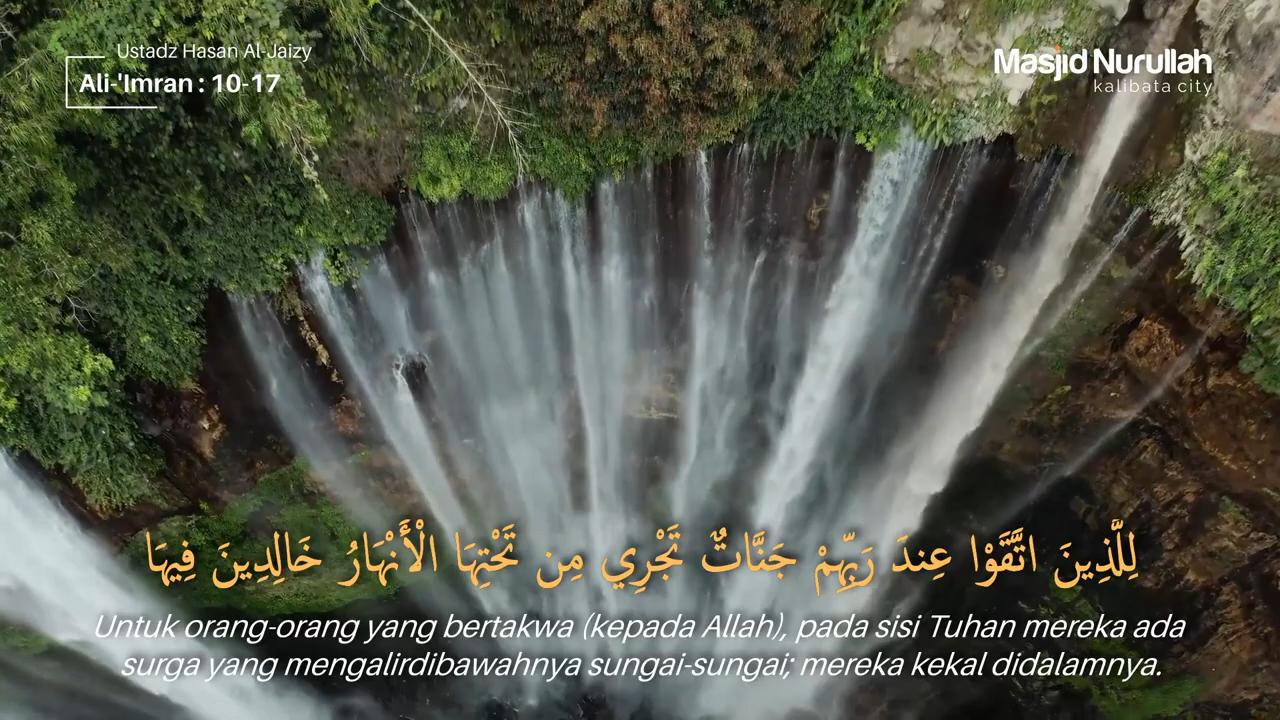 Ustadz Hasan Al-Jaizy
Ali-'Imran : 10-17
Masjid Nurullah
kalibata city
لِلَّذِينَ اتَّقَوْا عِندَ رَبِّهِمْ جَنَّاتٌ تَجْرِي مِن تَحْتِهَا الْأَنْهَارُ خَالِدِينَ فِيهَا
Untuk orang-orang yang bertakwa (kepada Allah), pada sisi Tuhan mereka ada
surga yang mengalirdibawahnya sungai-sungai; mereka kekal didalamnya.